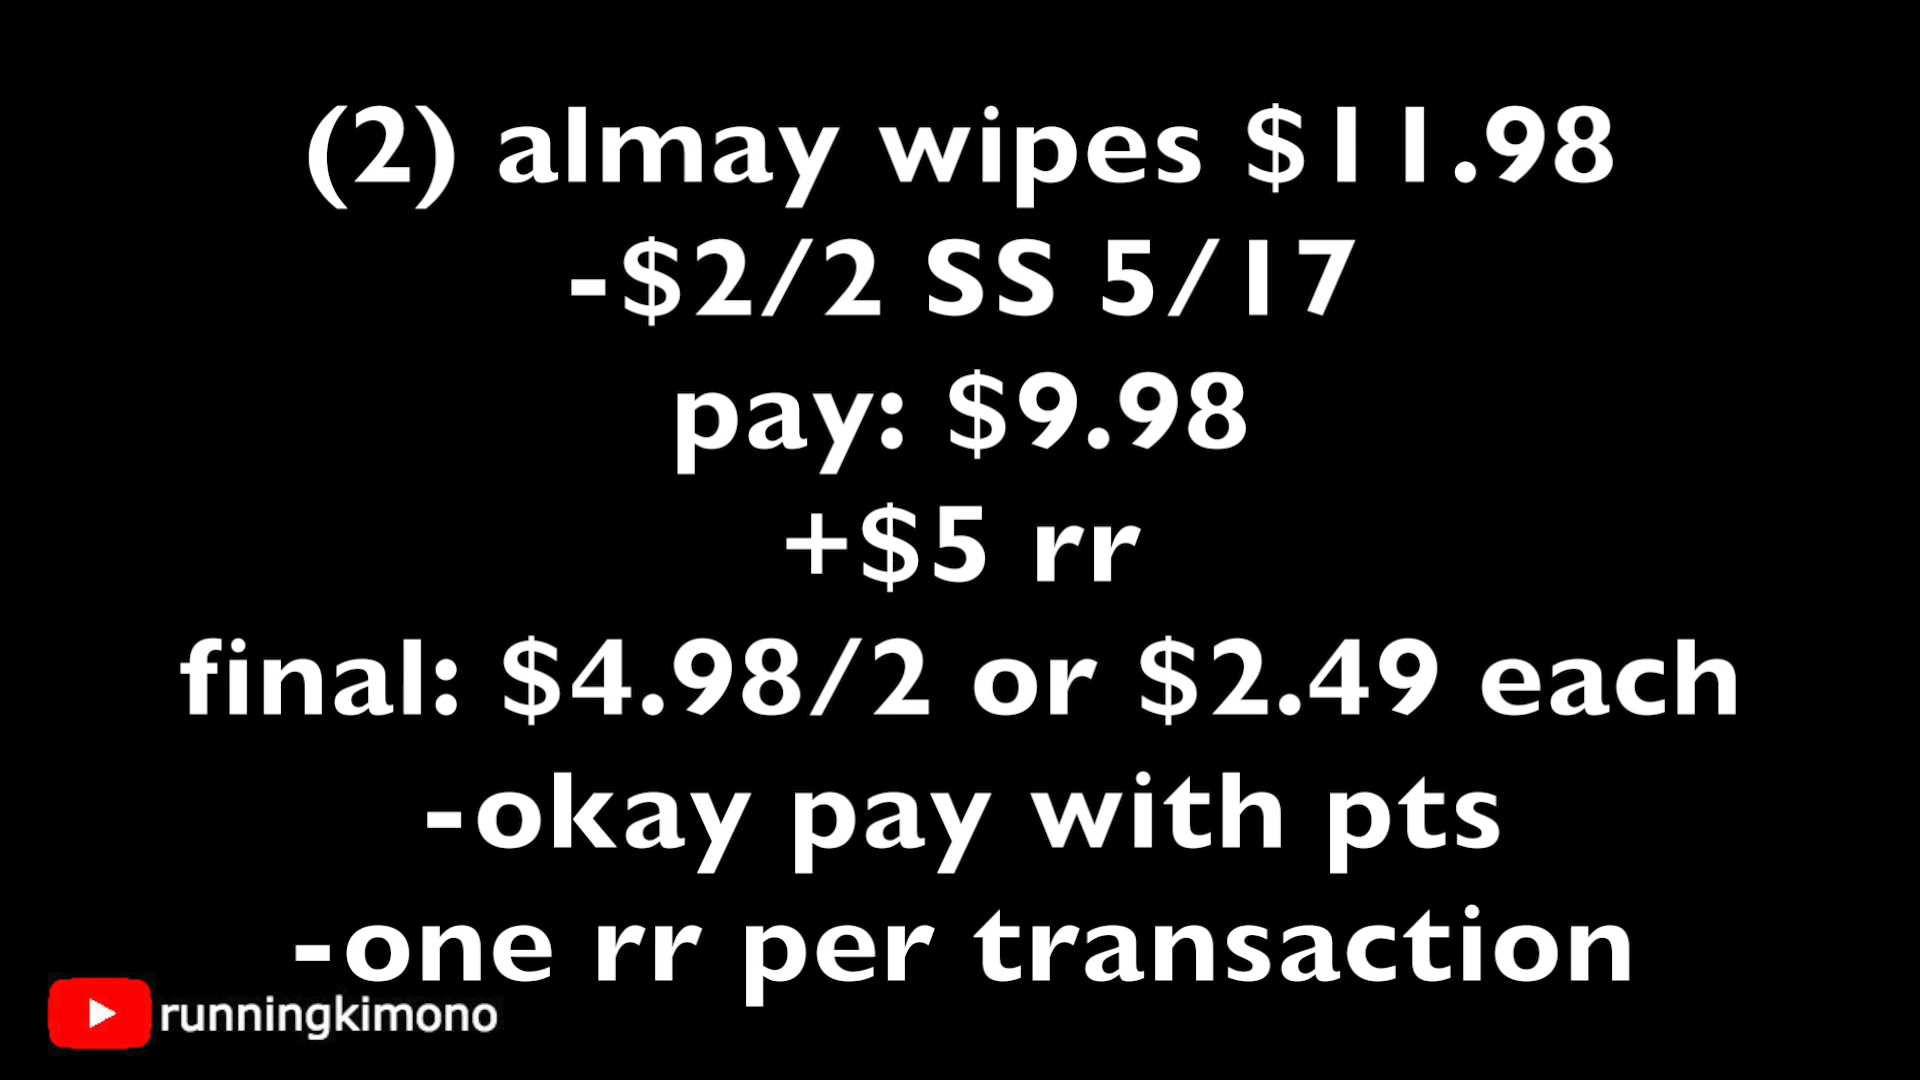 (2) almay wipes $11.98
-$2/2 SS 5/17
pay: $9.98
+$5 rr
final: $4.98/2 or $2.49 each
-okay pay with pts
-one rr per transaction
runningkimono